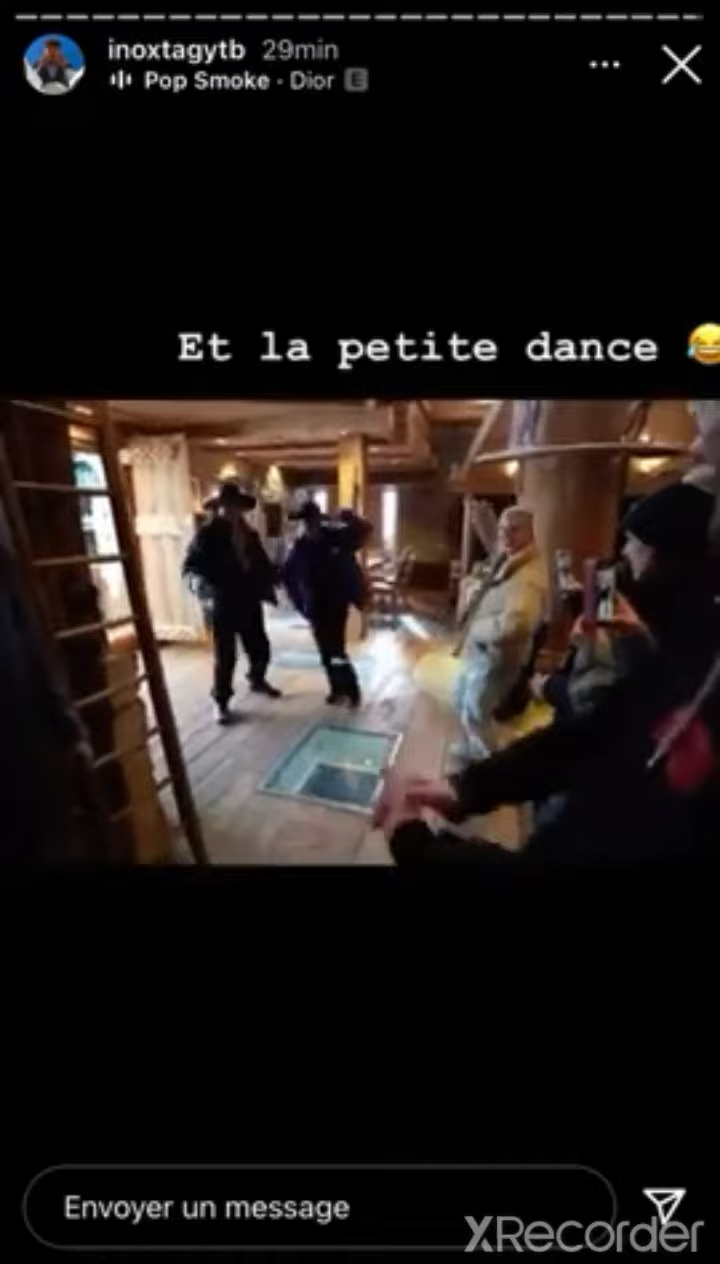 inoxtagytb 29min
Pop Smoke · Dior E
Et la petite dance 😂
Envoyer un message
XRecorder